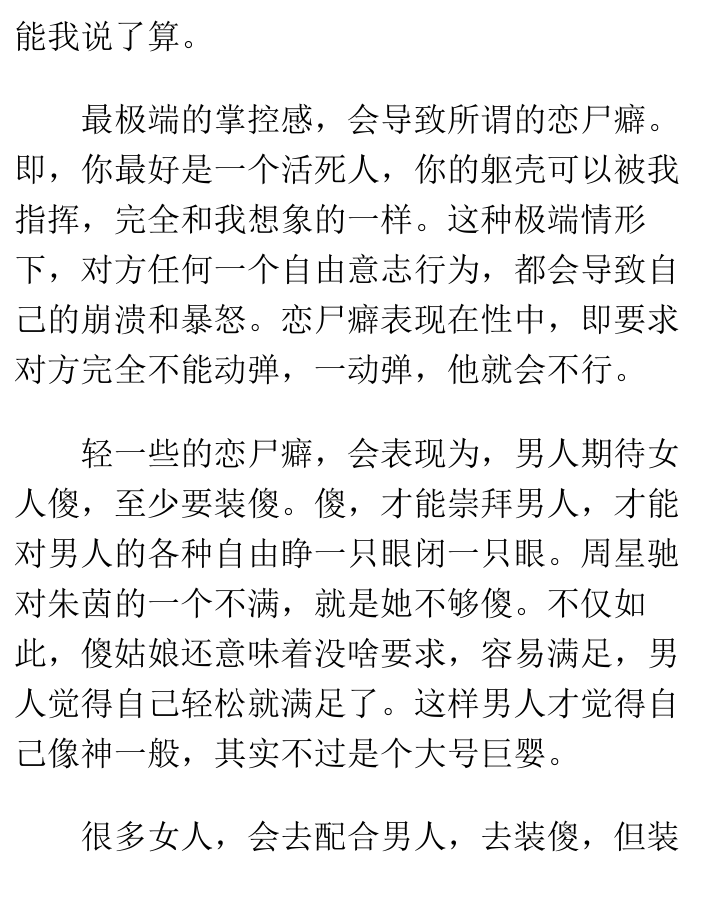 能我说了算。
最极端的掌控感，会导致所谓的恋尸癖。
即，你最好是一个活死人，你的躯壳可以被我
指挥，完全和我想象的一样。这种极端情形
下，对方任何一个自由意志行为，都会导致自
己的崩溃和暴怒。恋尸癖表现在性中，即要求
对方完全不能动弹，一动弹，他就会不行。
轻一些的恋尸癖，会表现为，男人期待女
人傻，至少要装傻。傻，才能崇拜男人，才能
对男人的各种自由睁一只眼闭一只眼。周星驰
对朱茵的一个不满，就是她不够傻。不仅如
此，傻姑娘还意味着没啥要求，容易满足，男
人觉得自己轻松就满足了。这样男人才觉得自
己像神一般，其实不过是个大号巨婴。
很多女人，会去配合男人，去装傻，但装